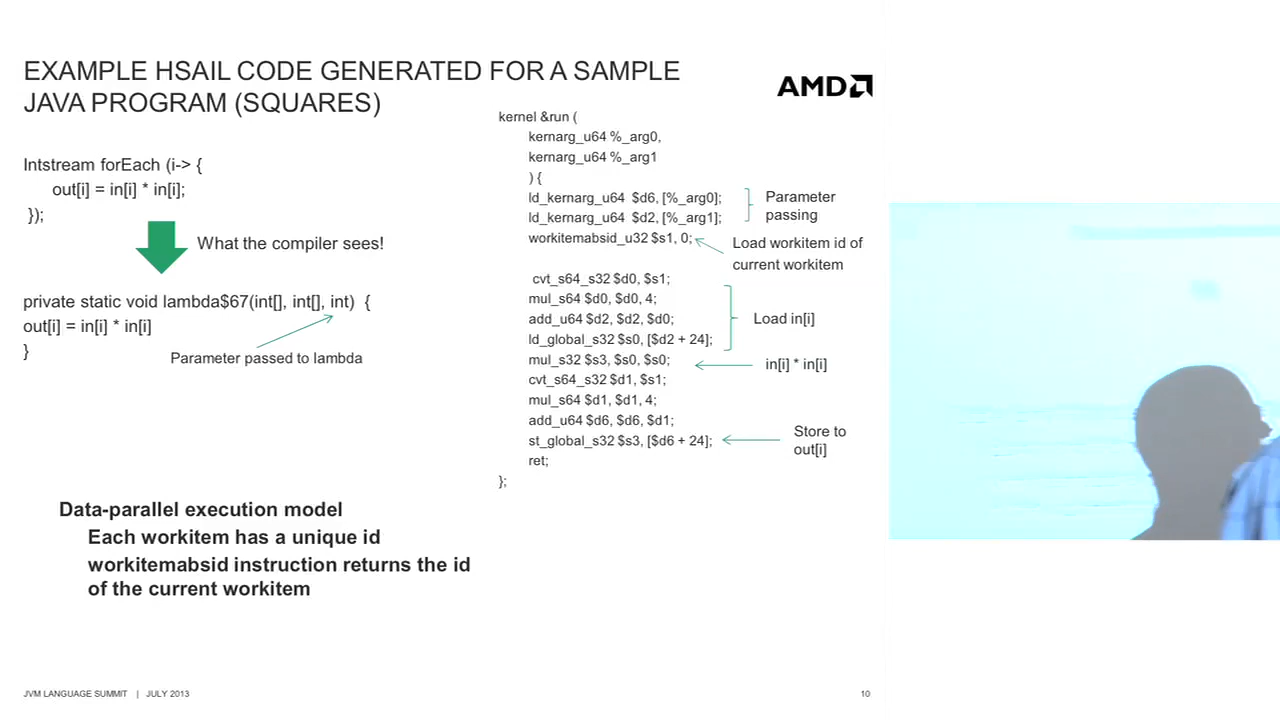 EXAMPLE HSAIL CODE GENERATED FOR A SAMPLE
JAVA PROGRAM (SQUARES)
AMD
Intstream forEach (i-> {
out[i] = in[i] * in[i];
});
What the compiler sees!
private static void lambda$67(int[], int[], int) {
out[i] = in[i] * in[i]
}
Parameter passed to lambda
kernel &run (
kernarg_u64 %_arg0,
kernarg_u64 %_arg1
) {
ld_kernarg_u64 $d6, [%_arg0];
ld_kernarg_u64 $d2, [%_arg1];
workitemabsid_u32 $s1, 0;
cvt_s64_s32 $d0, $s1;
mul_s64 $d0, $d0, 4;
add_u64 $d2, $d2, $d0;
ld_global_s32 $s0, [$d2 + 24];
mul_s32 $s3, $s0, $s0;
cvt_s64_s32 $d1, $s1;
mul_s64 $d1, $d1, 4;
add_u64 $d6, $d6, $d1;
st_global_s32 $s3, [$d6 + 24];
ret;
};
Parameter
passing
Load workitem id of
current workitem
Load in[i]
in[i] * in[i]
Store to
out[i]
Data-parallel execution model
Each workitem has a unique id
workitemabsid instruction returns the id
of the current workitem
JVM LANGUAGE SUMMIT | JULY 2013
10